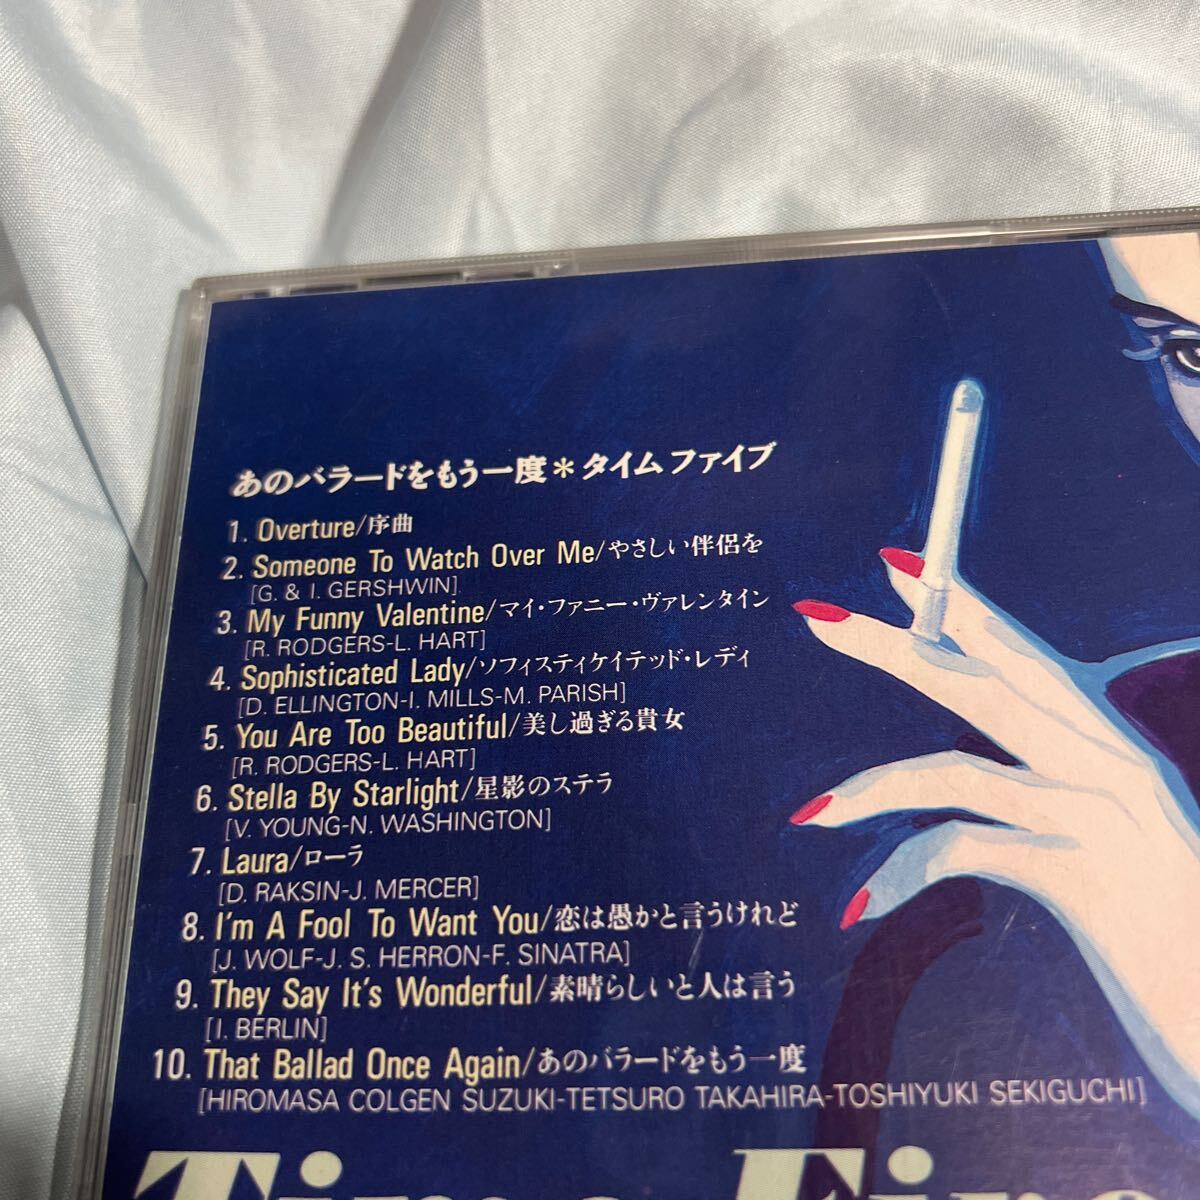 あのバラードをもう一度＊タイム ファイブ
1. Overture/序曲
2. Someone To Watch Over Me/やさしい伴侶を
[G. & I. GERSHWIN]
3. My Funny Valentine/マイ・ファニー・ヴァレンタイン
[R. RODGERS-L. HART]
4. Sophisticated Lady/ソフィスティケイテッド・レディ
[D. ELLINGTON-I. MILLS-M. PARISH]
5. You Are Too Beautiful/美し過ぎる貴女
[R. RODGERS-L. HART]
6. Stella By Starlight/星影のステラ
[V. YOUNG-N. WASHINGTON]
7. Laura/ローラ
[D. RAKSIN-J. MERCER]
8. I'm A Fool To Want You/恋は愚かと言うけれど
[J. WOLF-J. S. HERRON-F. SINATRA]
9. They Say It's Wonderful/素晴らしいと人は言う
[I. BERLIN]
10. That Ballad Once Again/あのバラードをもう一度
[HIROMASA COLGEN SUZUKI-TETSURO TAKAHIRA-TOSHIYUKI SEKIGUCHI]
Time Five